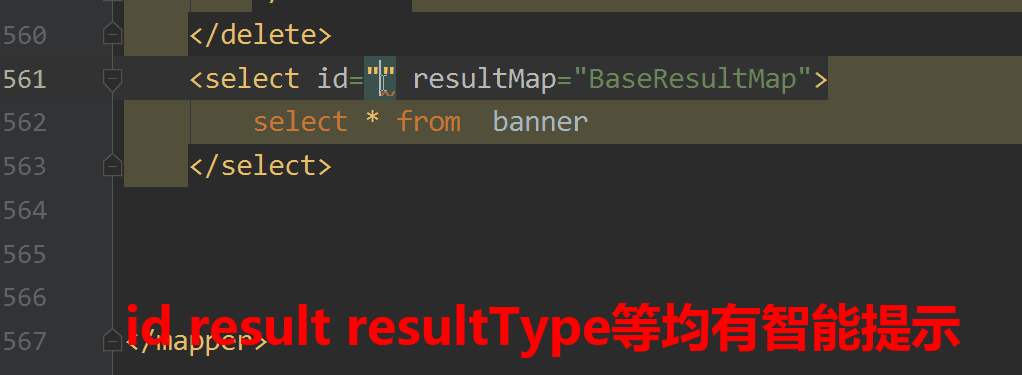 560 </delete>
561 <select id="" resultMap="BaseResultMap">
562 select * from banner
563 </select>
564
565
566
567 </mapper>
id result resultType等均有智能提示